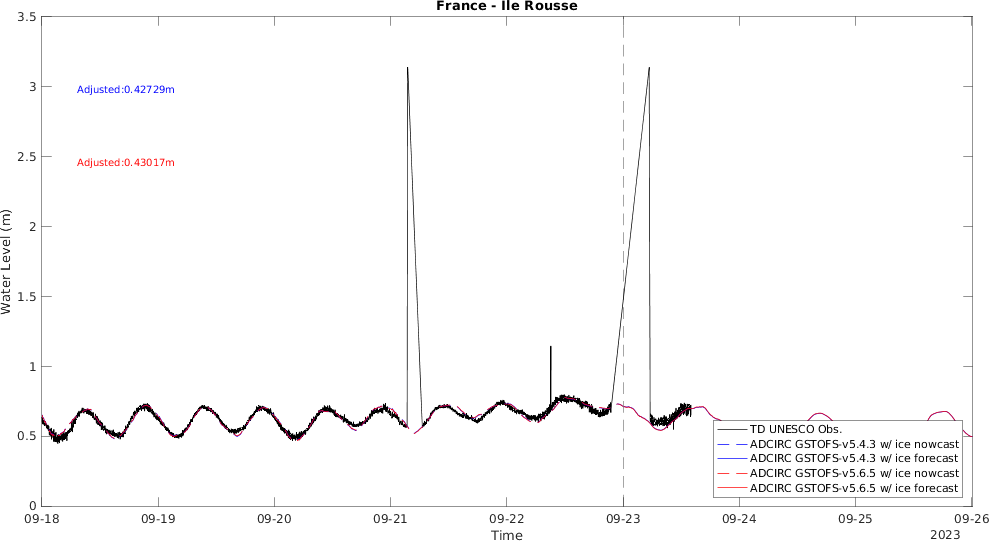 France - Ile Rousse
3.5
3
2.5
2
1.5
1
0.5
0
Water Level (m)
Adjusted:0.42729m
Adjusted:0.43017m
TD UNESCO Obs.
ADCIRC GSTOFS-v5.4.3 w/ ice nowcast
ADCIRC GSTOFS-v5.4.3 w/ ice forecast
ADCIRC GSTOFS-v5.6.5 w/ ice nowcast
ADCIRC GSTOFS-v5.6.5 w/ ice forecast
09-18 09-19 09-20 09-21 09-22 09-23 09-24 09-25 09-26
Time
2023